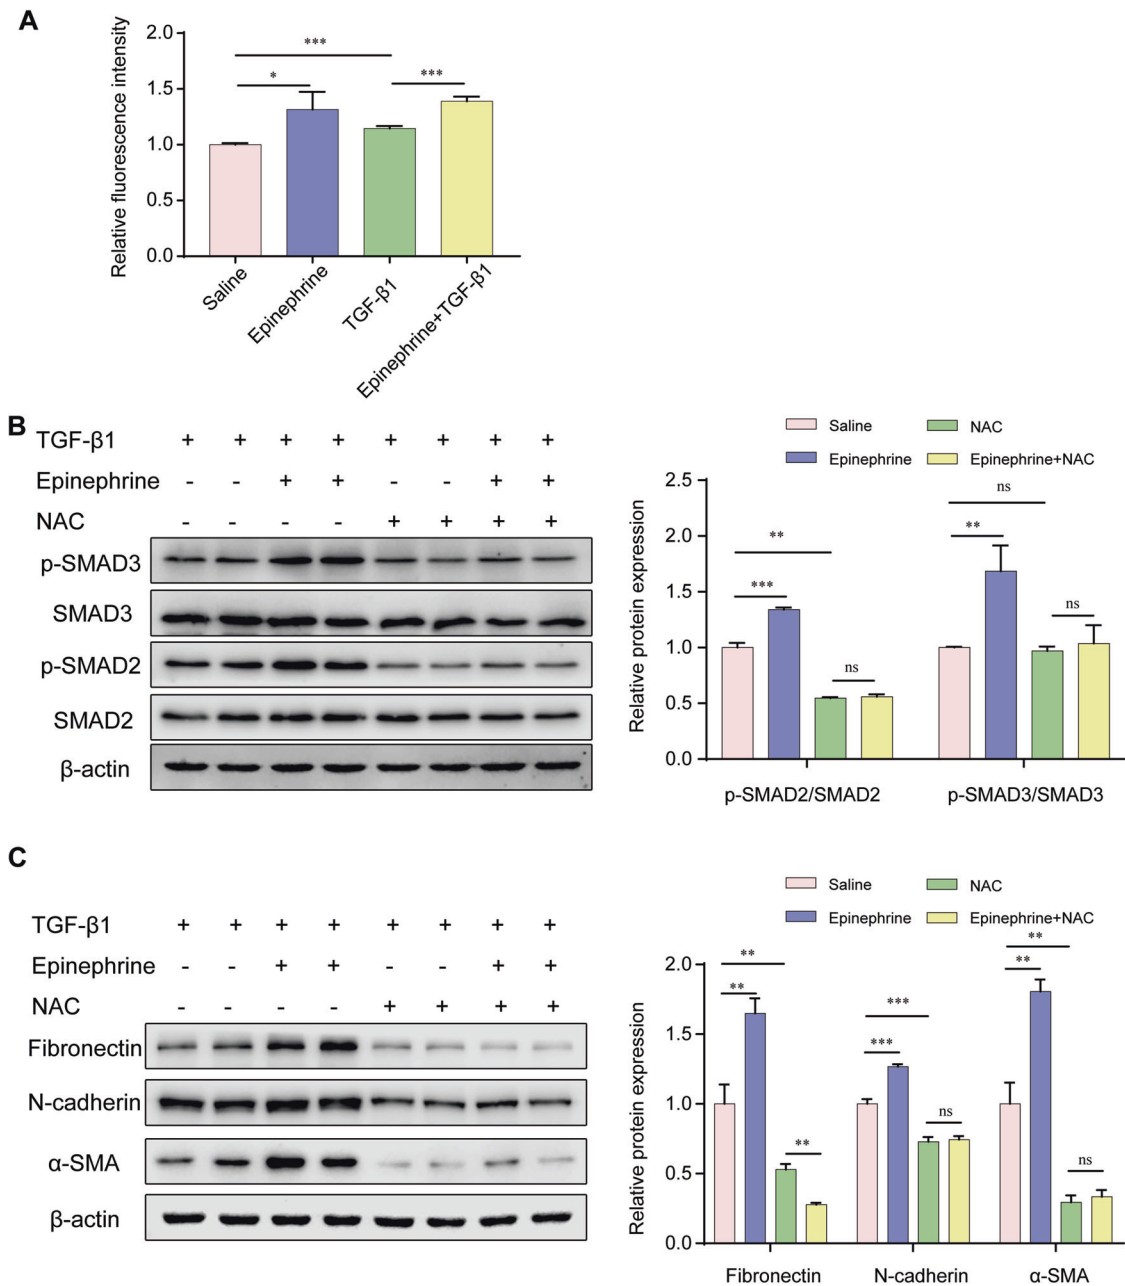 A
Relative fluorescence intensity
2.0
1.5
1.0
0.5
0.0
***
*
***
Saline
Epinephrine
TGF-β1
Epinephrine+TGF-β1
B
TGF-β1 + + + + + + + +
Epinephrine - - + + - - + +
NAC - - - - + + + +
p-SMAD3
SMAD3
p-SMAD2
SMAD2
β-actin
Saline NAC
Epinephrine Epinephrine+NAC
Relative protein expression
2.5
2.0
1.5
1.0
0.5
0.0
**
***
ns
ns
**
ns
p-SMAD2/SMAD2 p-SMAD3/SMAD3
C
TGF-β1 + + + + + + + +
Epinephrine - - + + - - + +
NAC - - - - + + + +
Fibronectin
N-cadherin
α-SMA
β-actin
Saline NAC
Epinephrine Epinephrine+NAC
Relative protein expression
2.0
1.5
1.0
0.5
0.0
**
**
**
***
***
ns
**
**
ns
Fibronectin N-cadherin α-SMA